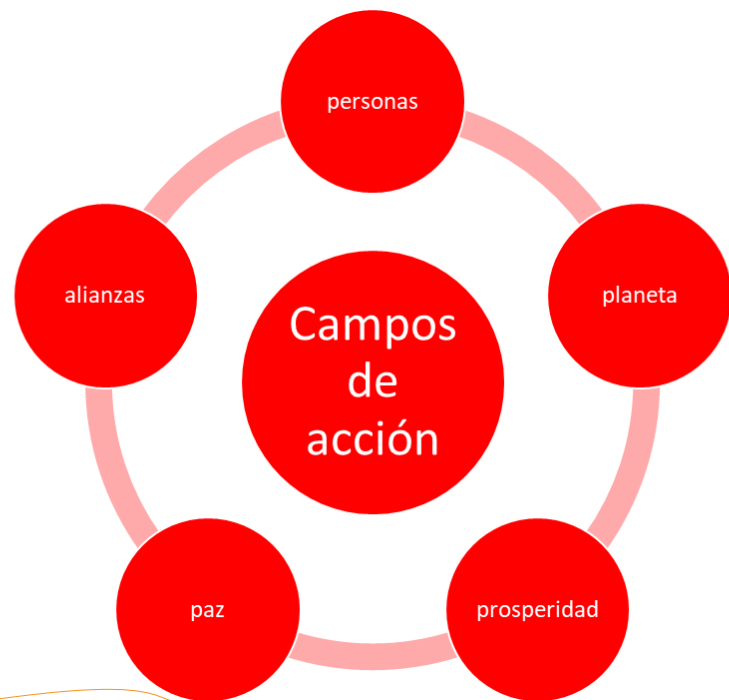 personas
alianzas
planeta
Campos
de
acción
paz
prosperidad